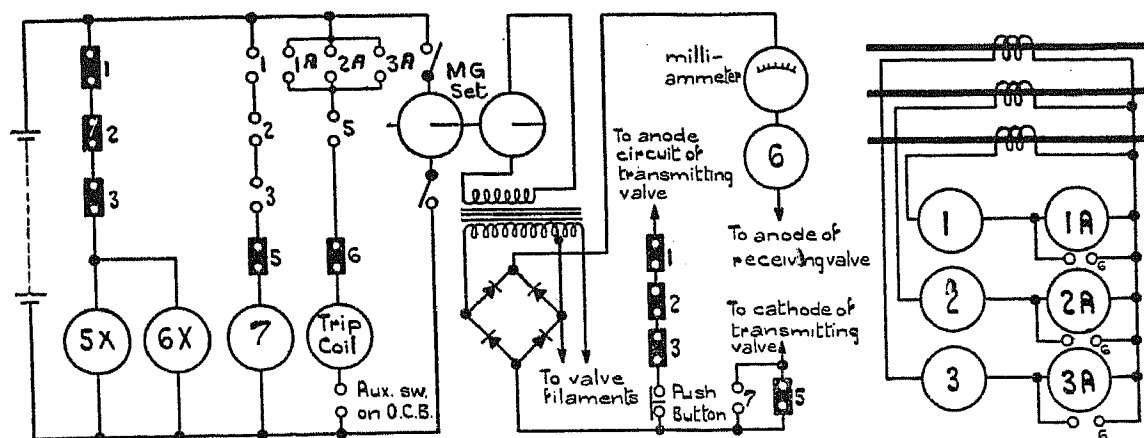 1
2
3
5X
6X
1
2
3
5
7
1A
2A
3A
5
6
Trip
Coil
Aux. sw.
on O.C.B.
MG
Set
milli-
ammeter
6
To anode
circuit of
transmitting
valve
To anode of
receiving valve
1
2
3
Push
Button
To valve
filaments
To cathode of
transmitting
valve
7
5
1
1A
6
2
2A
6
3
3A
6